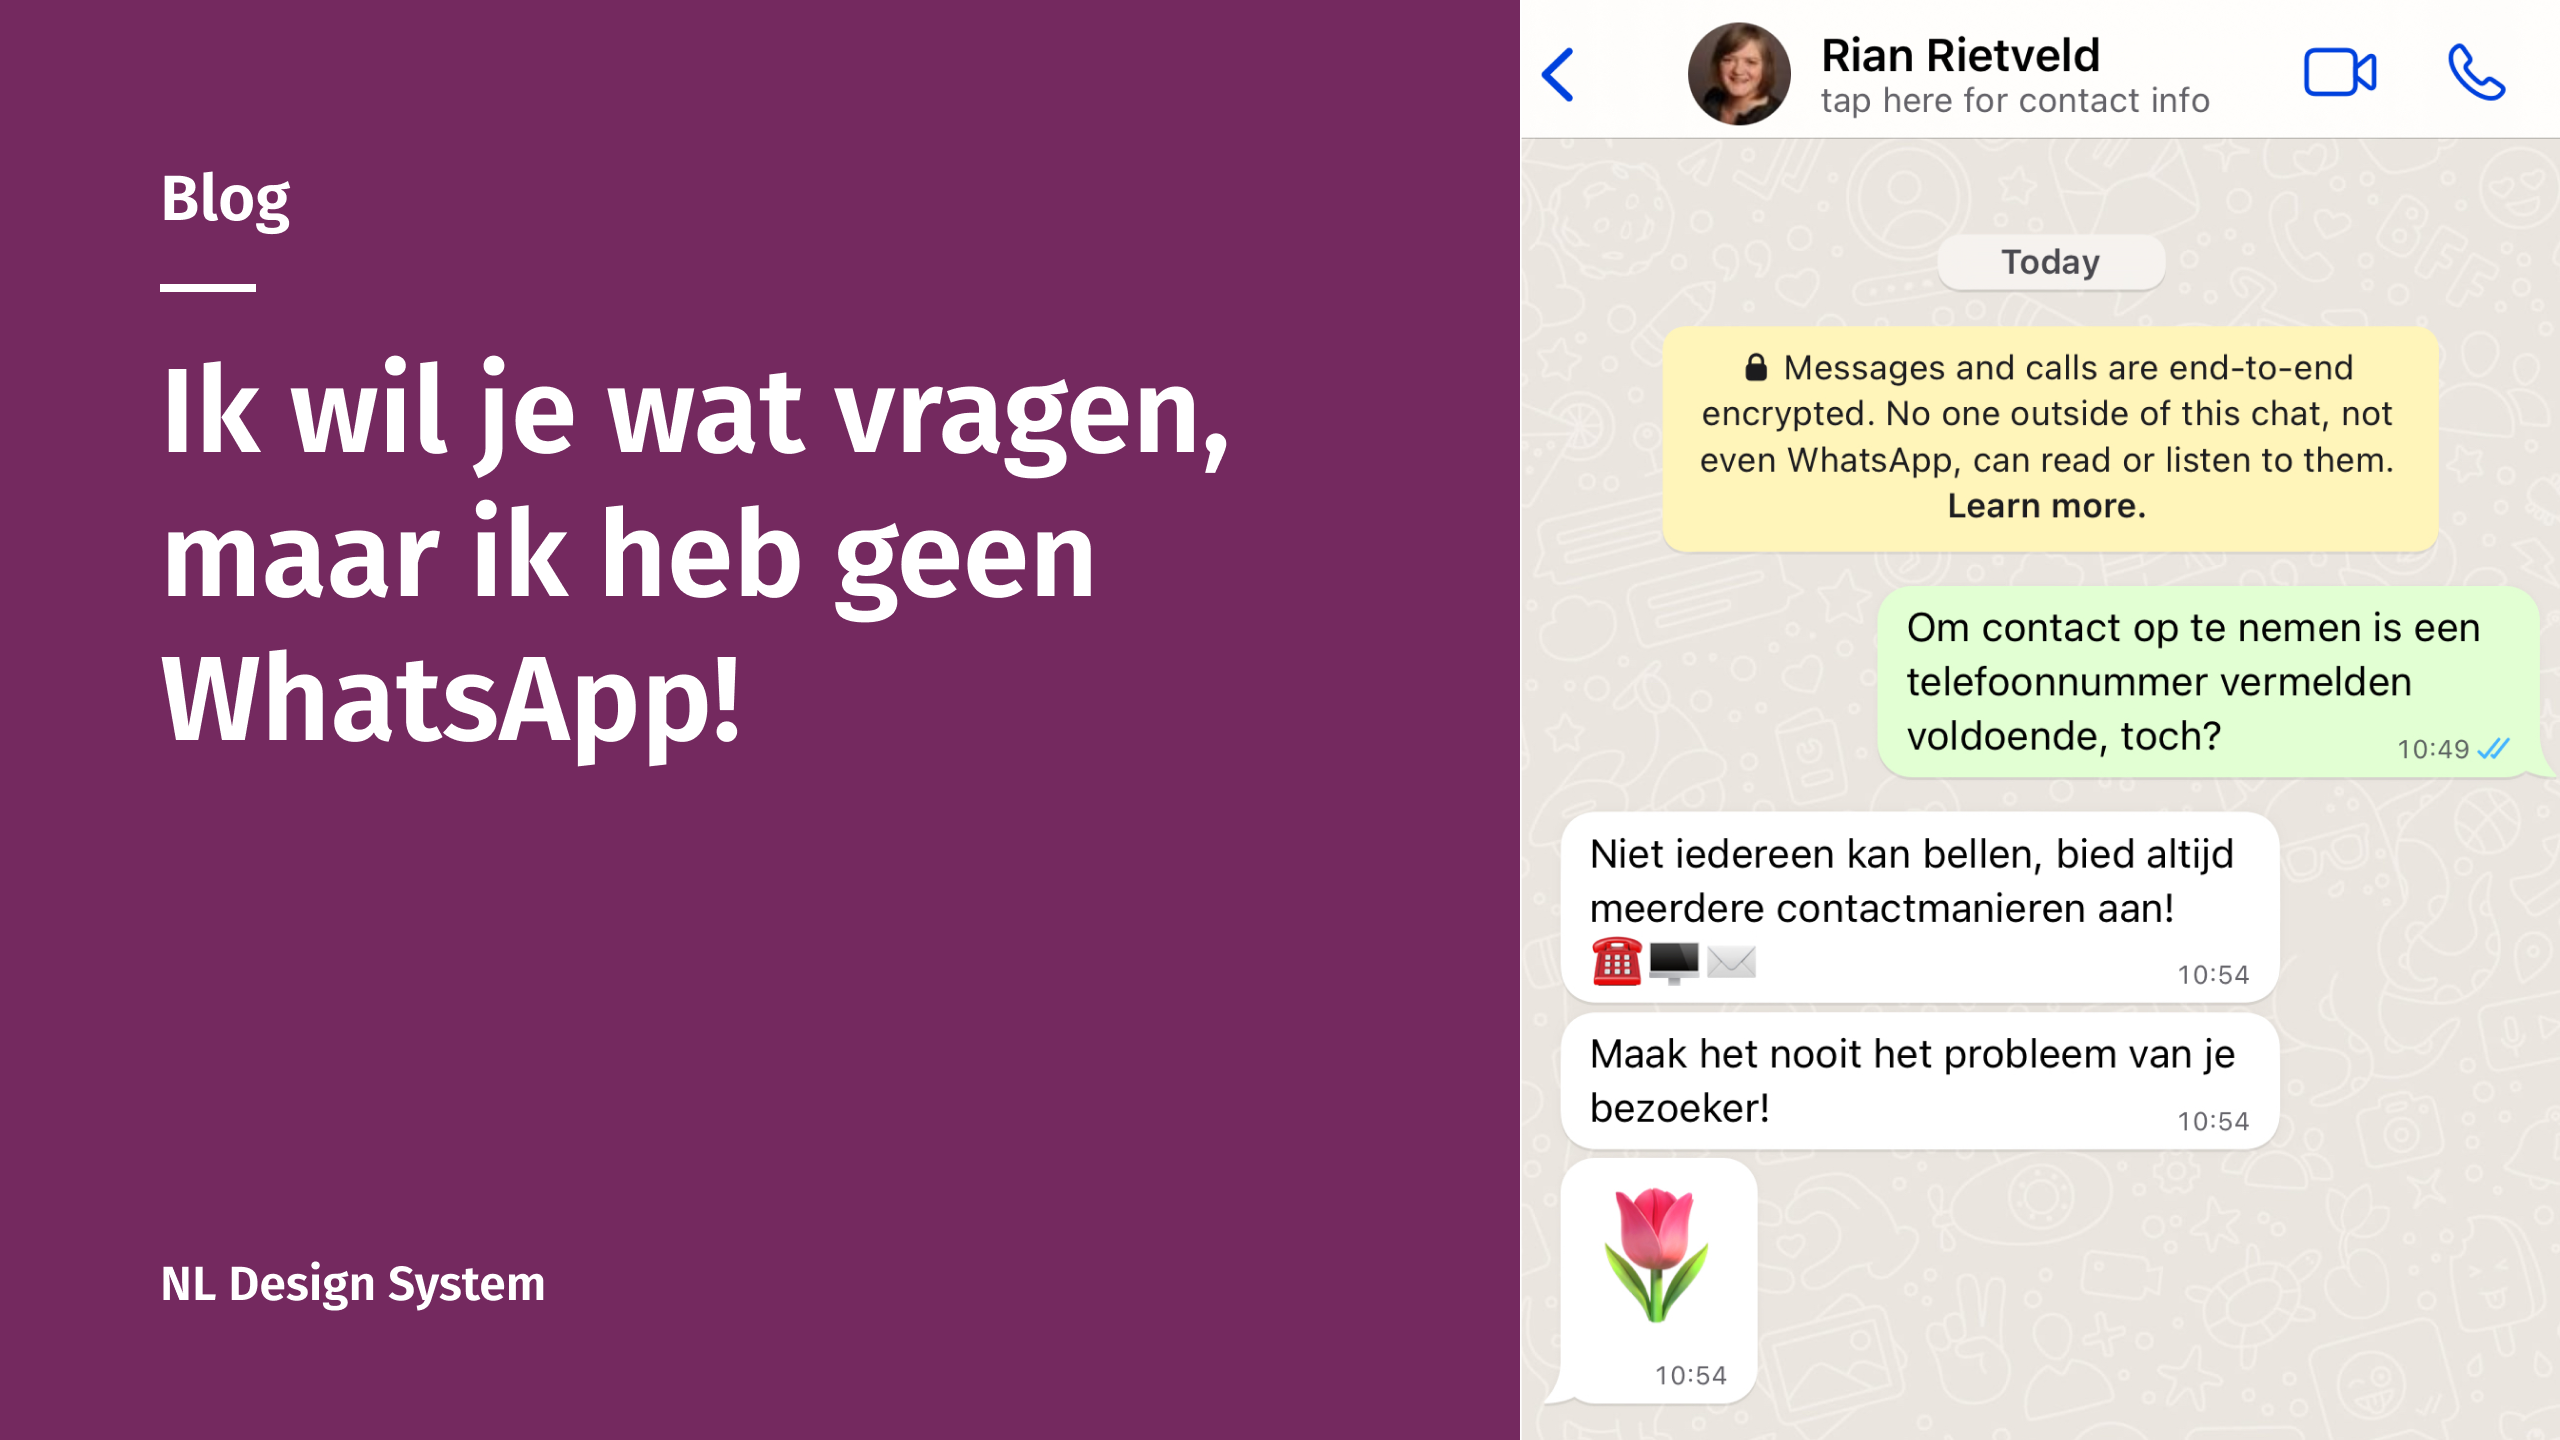 Blog
Ik wil je wat vragen,
maar ik heb geen
WhatsApp!
NL Design System
Rian Rietveld
tap here for contact info
Today
🔒 Messages and calls are end-to-end
encrypted. No one outside of this chat, not
even WhatsApp, can read or listen to them.
Learn more.
Om contact op te nemen is een
telefoonnummer vermelden
voldoende, toch?
10:49
Niet iedereen kan bellen, bied altijd
meerdere contactmanieren aan!
☎️🖥️✉️
10:54
Maak het nooit het probleem van je
bezoeker!
10:54
🌷
10:54